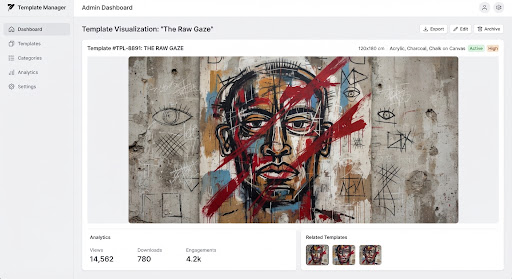 Template Manager
Admin Dashboard
Dashboard
Templates
Categories
Analytics
Settings
Template Visualization: "The Raw Gaze"
Export
Edit
Archive
Template #TPL-8891: THE RAW GAZE
120x180 cm
Acrylic, Charcoal, Chalk on Canvas
Active
High
Analytics
Views
Downloads
Engagements
14,562
780
4.2k
Related Templates